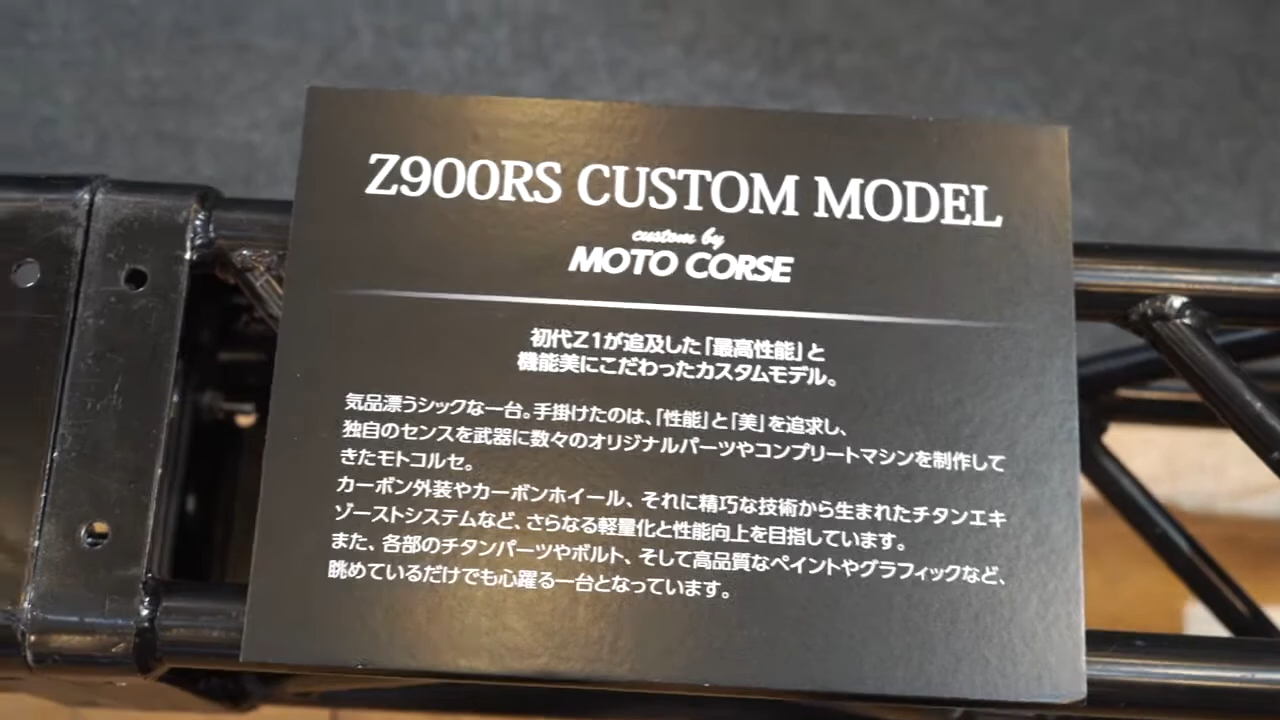 Z900RS CUSTOM MODEL
custom by
MOTO CORSE
初代Z1が追及した「最高性能」と
機能美にこだわったカスタムモデル。
気品漂うシックな一台。手掛けたのは、「性能」と「美」を追求し、
独自のセンスを武器に数々のオリジナルパーツやコンプリートマシンを制作して
きたモトコルセ。
カーボン外装やカーボンホイール、それに精巧な技術から生まれたチタンエキ
ゾーストシステムなど、さらなる軽量化と性能向上を目指しています。
また、各部のチタンパーツやボルト、そして高品質なペイントやグラフィックなど、
眺めているだけでも心躍る一台となっています。